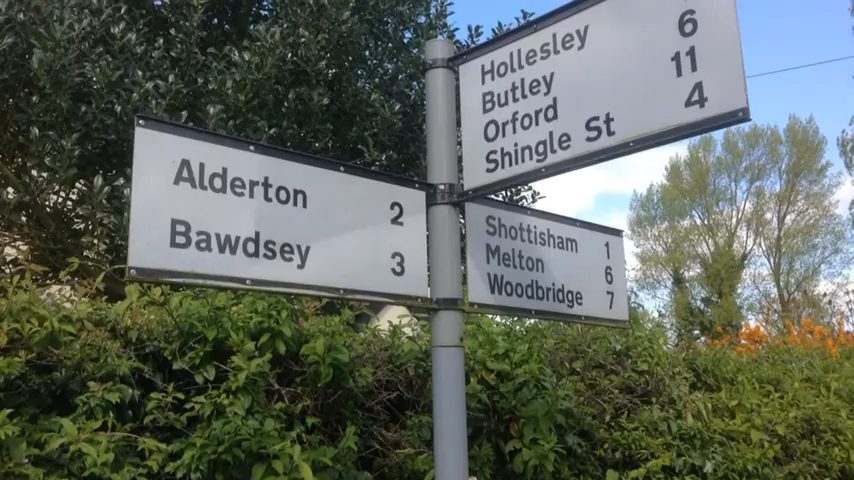 Alderton 2
Bawdsey 3
Hollesley
Butley 6
Orford 11
Shingle St 4
Shottisham 1
Melton 6
Woodbridge 7